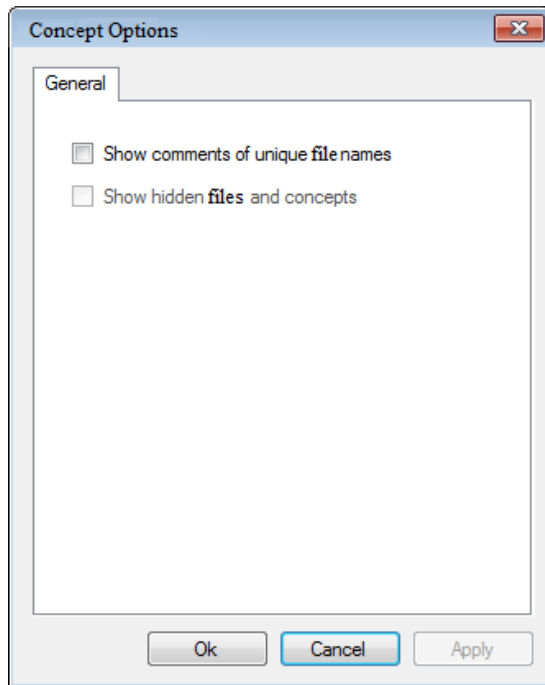 Concept Options
General
Show comments of unique file names
Show hidden files and concepts
Ok Cancel Apply